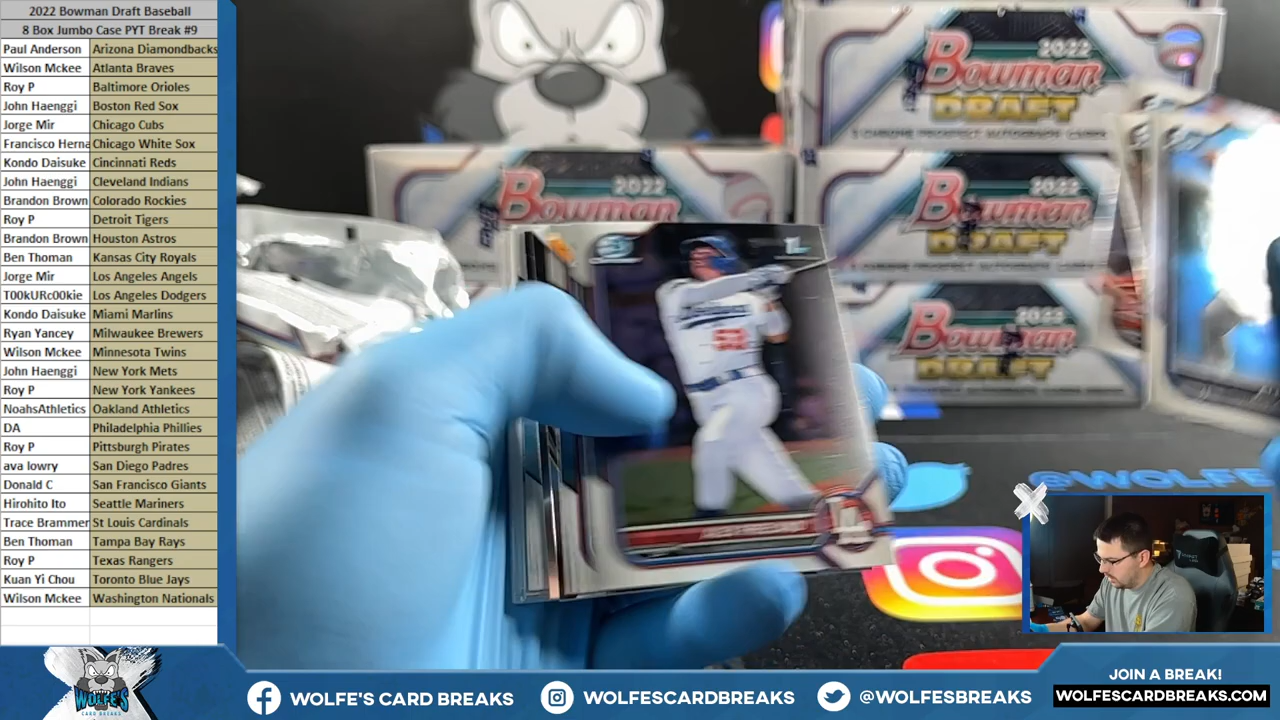 2022 Bowman Draft Baseball
8 Box Jumbo Case PYT Break #9
Paul Anderson Arizona Diamondbacks
Wilson Mckee Atlanta Braves
Roy P Baltimore Orioles
John Haenggi Boston Red Sox
Jorge Mir Chicago Cubs
Francisco Herna Chicago White Sox
Kondo Daisuke Cincinnati Reds
John Haenggi Cleveland Indians
Brandon Brown Colorado Rockies
Roy P Detroit Tigers
Brandon Brown Houston Astros
Ben Thoman Kansas City Royals
Jorge Mir Los Angeles Angels
T00kURc00kie Los Angeles Dodgers
Kondo Daisuke Miami Marlins
Ryan Yancey Milwaukee Brewers
Wilson Mckee Minnesota Twins
John Haenggi New York Mets
Roy P New York Yankees
NoahsAthletics Oakland Athletics
DA Philadelphia Phillies
Roy P Pittsburgh Pirates
ava lowry San Diego Padres
Donald C San Francisco Giants
Hirohito Ito Seattle Mariners
Trace Brammer St Louis Cardinals
Ben Thoman Tampa Bay Rays
Roy P Texas Rangers
Kuan Yi Chou Toronto Blue Jays
Wilson Mckee Washington Nationals
2022
Bowman
DRAFT
CHROME PROSPECT AUTOGRAPH CARDS
2022
Bowman
2022
Bowman
DRAFT
2022
Bowman
DRAFT
@WOLFE
WOLFE'S
CARD BREAKS
WOLFE'S CARD BREAKS
WOLFESCARDBREAKS
@WOLFESBREAKS
JOIN A BREAK!
WOLFESCARDBREAKS.COM